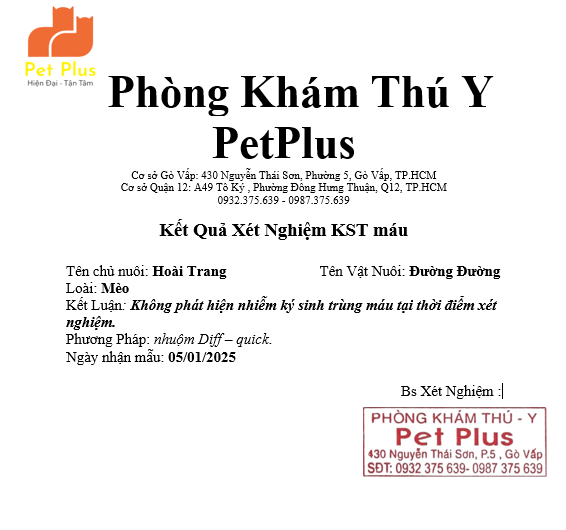 Pet Plus
Hiện Đại - Tận Tâm
Phòng Khám Thú Y
PetPlus
Cơ sở Gò Vấp: 430 Nguyễn Thái Sơn, Phường 5, Gò Vấp, TP.HCM
Cơ sở Quận 12: A49 Tô Ký , Phường Đông Hưng Thuận, Q12, TP.HCM
0932.375.639 - 0987.375.639
Kết Quả Xét Nghiệm KST máu
Tên chủ nuôi: Hoài Trang Tên Vật Nuôi: Đường Đường
Loài: Mèo
Kết Luận: Không phát hiện nhiễm ký sinh trùng máu tại thời điểm xét
nghiệm.
Phương Pháp: nhuộm Diff – quick.
Ngày nhận mẫu: 05/01/2025
Bs Xét Nghiệm :
PHÒNG KHÁM THÚ - Y
Pet Plus
430 Nguyễn Thái Sơn, P.5 , Gò Vấp
SĐT: 0932 375 639- 0987 375 639